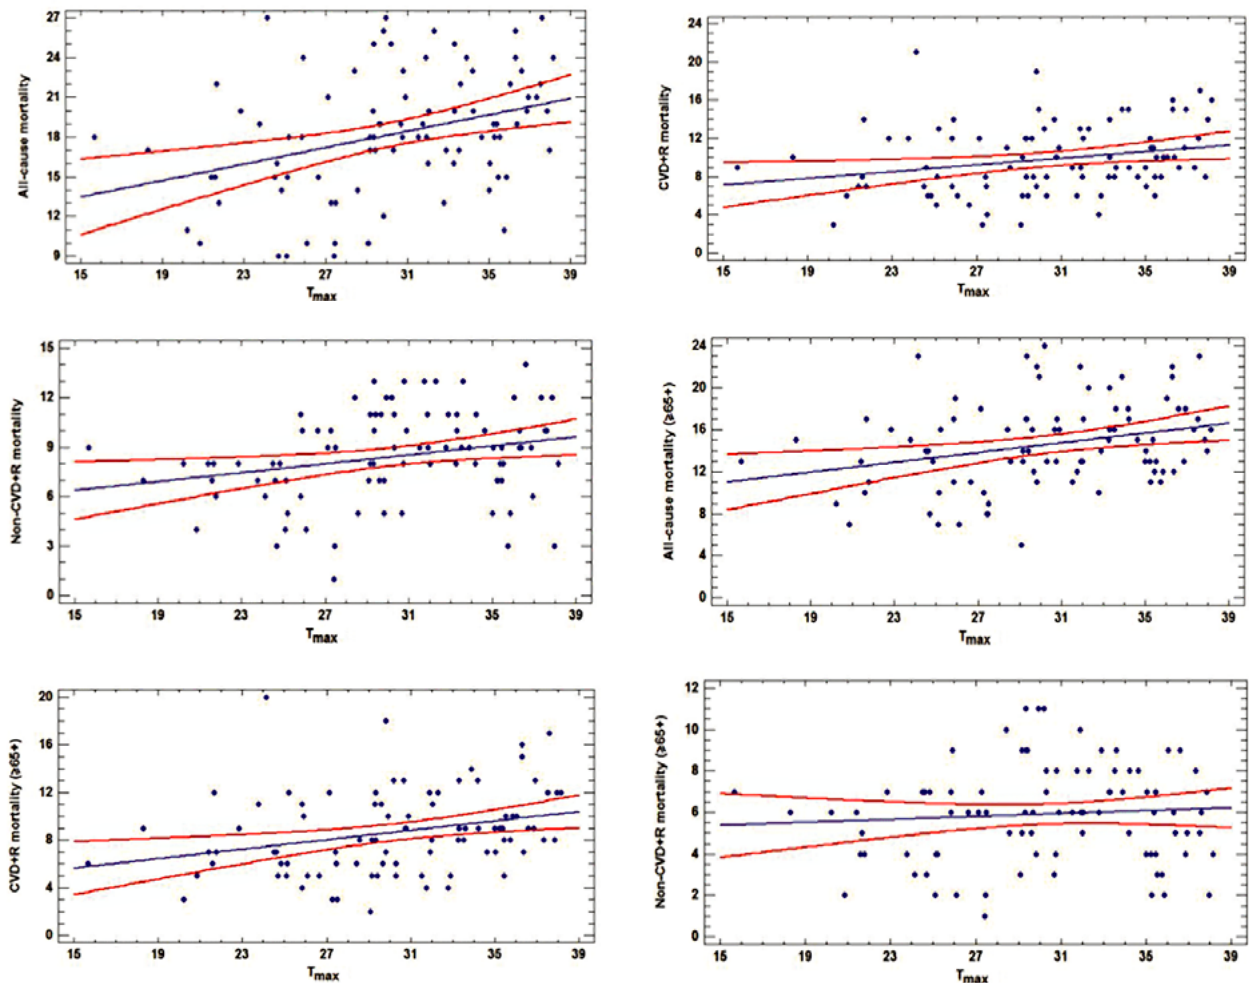 27
24
21
18
15
12
9
All-cause mortality
15 19 23 27 31 35 39
Tmax
24
20
16
12
8
4
0
CVD+R mortality
15 19 23 27 31 35 39
Tmax
15
12
9
6
3
0
Non-CVD+R mortality
15 19 23 27 31 35 39
Tmax
24
20
16
12
8
4
0
All-cause mortality (≥65+)
15 19 23 27 31 35 39
Tmax
20
16
12
8
4
0
CVD+R mortality (≥65+)
15 19 23 27 31 35 39
Tmax
12
10
8
6
4
2
0
Non-CVD+R mortality (≥65+)
15 19 23 27 31 35 39
Tmax